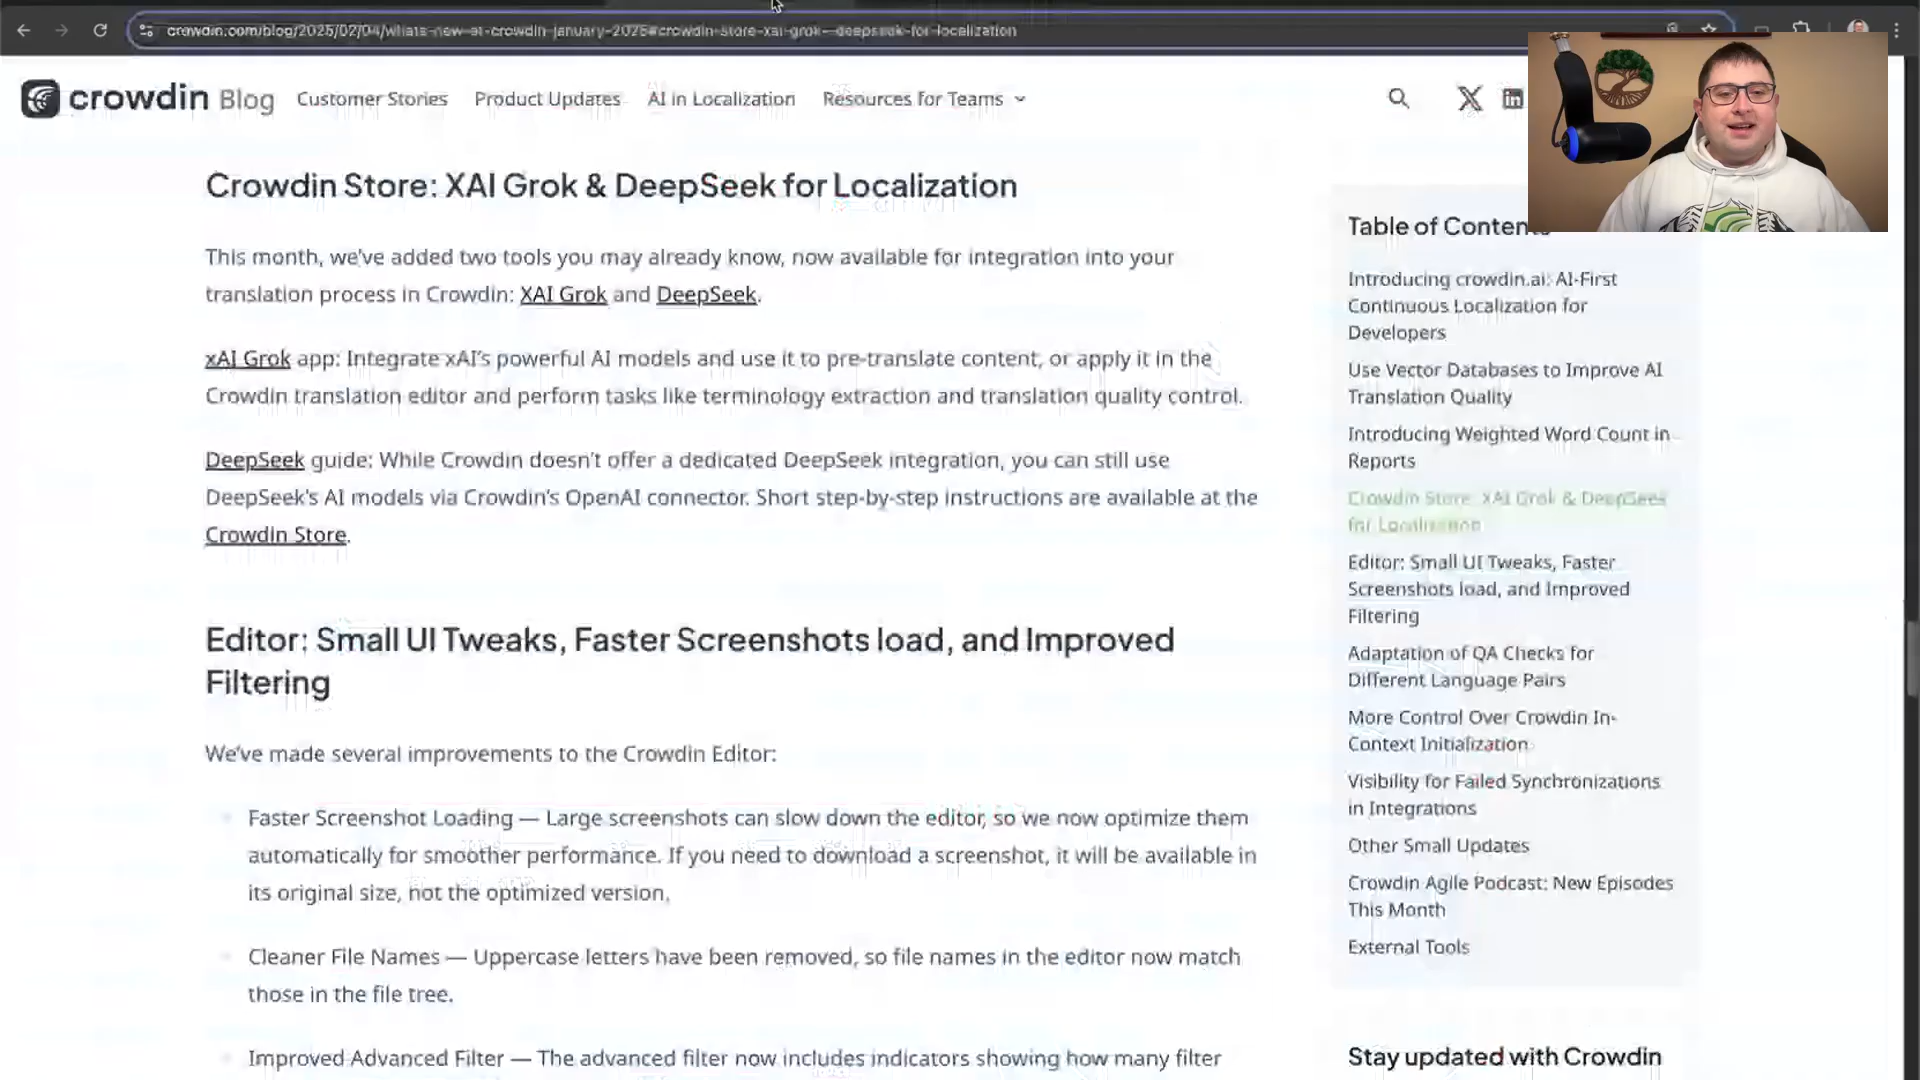 crowdin.com/blog/2025/02/04/whats-new-at-crowdin-january-2025#crowdin-store-xai-grok--deepseek-for-localization
crowdin Blog
Customer Stories
Product Updates
AI in Localization
Resources for Teams
Crowdin Store: XAI Grok & DeepSeek for Localization
This month, we've added two tools you may already know, now available for integration into your
translation process in Crowdin: XAI Grok and DeepSeek.
xAI Grok app: Integrate xAI's powerful AI models and use it to pre-translate content, or apply it in the
Crowdin translation editor and perform tasks like terminology extraction and translation quality control.
DeepSeek guide: While Crowdin doesn't offer a dedicated DeepSeek integration, you can still use
DeepSeek's AI models via Crowdin's OpenAI connector. Short step-by-step instructions are available at the
Crowdin Store.
Editor: Small UI Tweaks, Faster Screenshots load, and Improved
Filtering
We've made several improvements to the Crowdin Editor:
Faster Screenshot Loading — Large screenshots can slow down the editor, so we now optimize them
automatically for smoother performance. If you need to download a screenshot, it will be available in
its original size, not the optimized version.
Cleaner File Names — Uppercase letters have been removed, so file names in the editor now match
those in the file tree.
Improved Advanced Filter — The advanced filter now includes indicators showing how many filter
Table of Content
Introducing crowdin.ai: AI-First
Continuous Localization for
Developers
Use Vector Databases to Improve AI
Translation Quality
Introducing Weighted Word Count in
Reports
Crowdin Store: XAI Grok & DeepSeek
for Localization
Editor: Small UI Tweaks, Faster
Screenshots load, and Improved
Filtering
Adaptation of QA Checks for
Different Language Pairs
More Control Over Crowdin In-
Context Initialization
Visibility for Failed Synchronizations
in Integrations
Other Small Updates
Crowdin Agile Podcast: New Episodes
This Month
External Tools
Stay updated with Crowdin